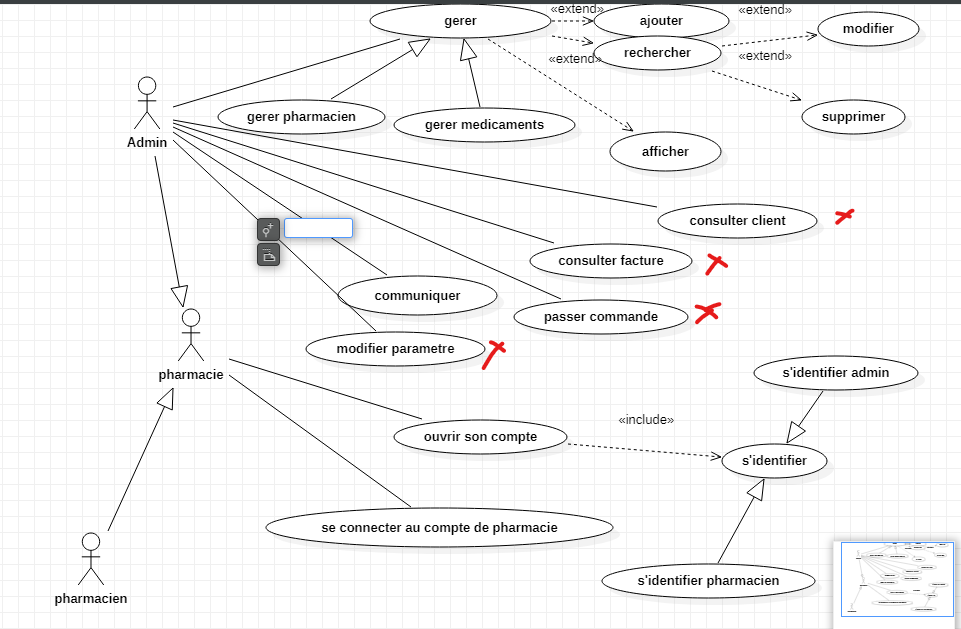 gerer
«extend»
ajouter
«extend»
modifier
rechercher
«extend»
«extend»
gerer pharmacien
gerer medicaments
supprimer
Admin
afficher
consulter client
consulter facture
communiquer
passer commande
modifier parametre
pharmacie
s'identifier admin
«include»
ouvrir son compte
s'identifier
se connecter au compte de pharmacie
s'identifier pharmacien
pharmacien